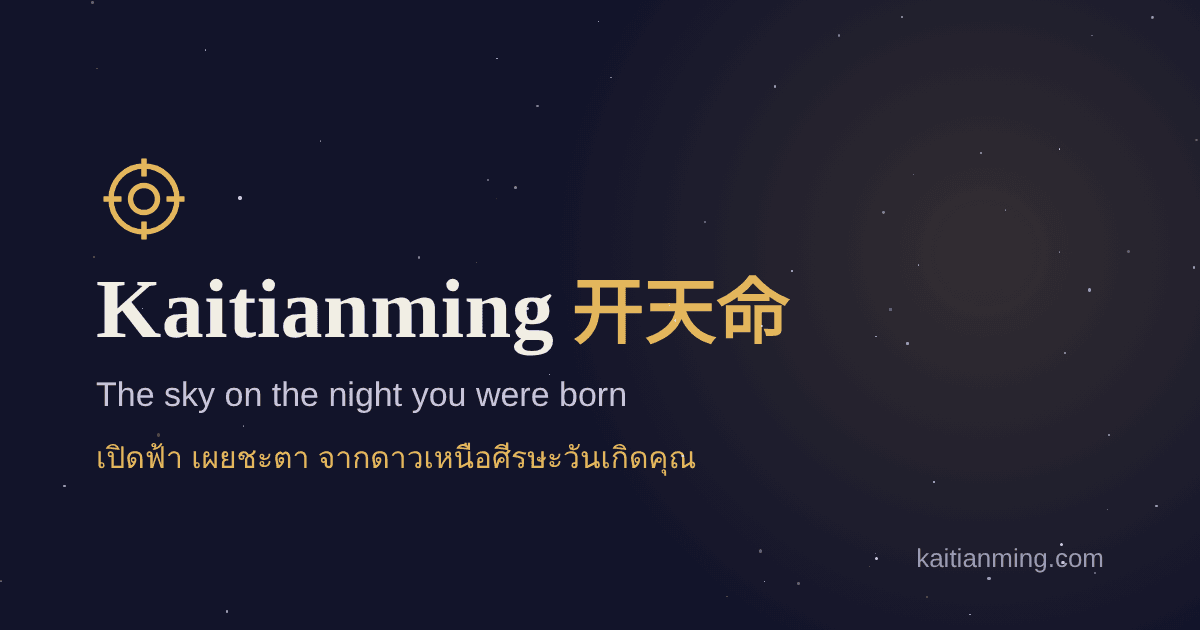 Kaitianming 开天命
The sky on the night you were born
เปิดฟ้า เผยชะตา จากดาวเหนือศีรษะวันเกิดคุณ
kaitianming.com